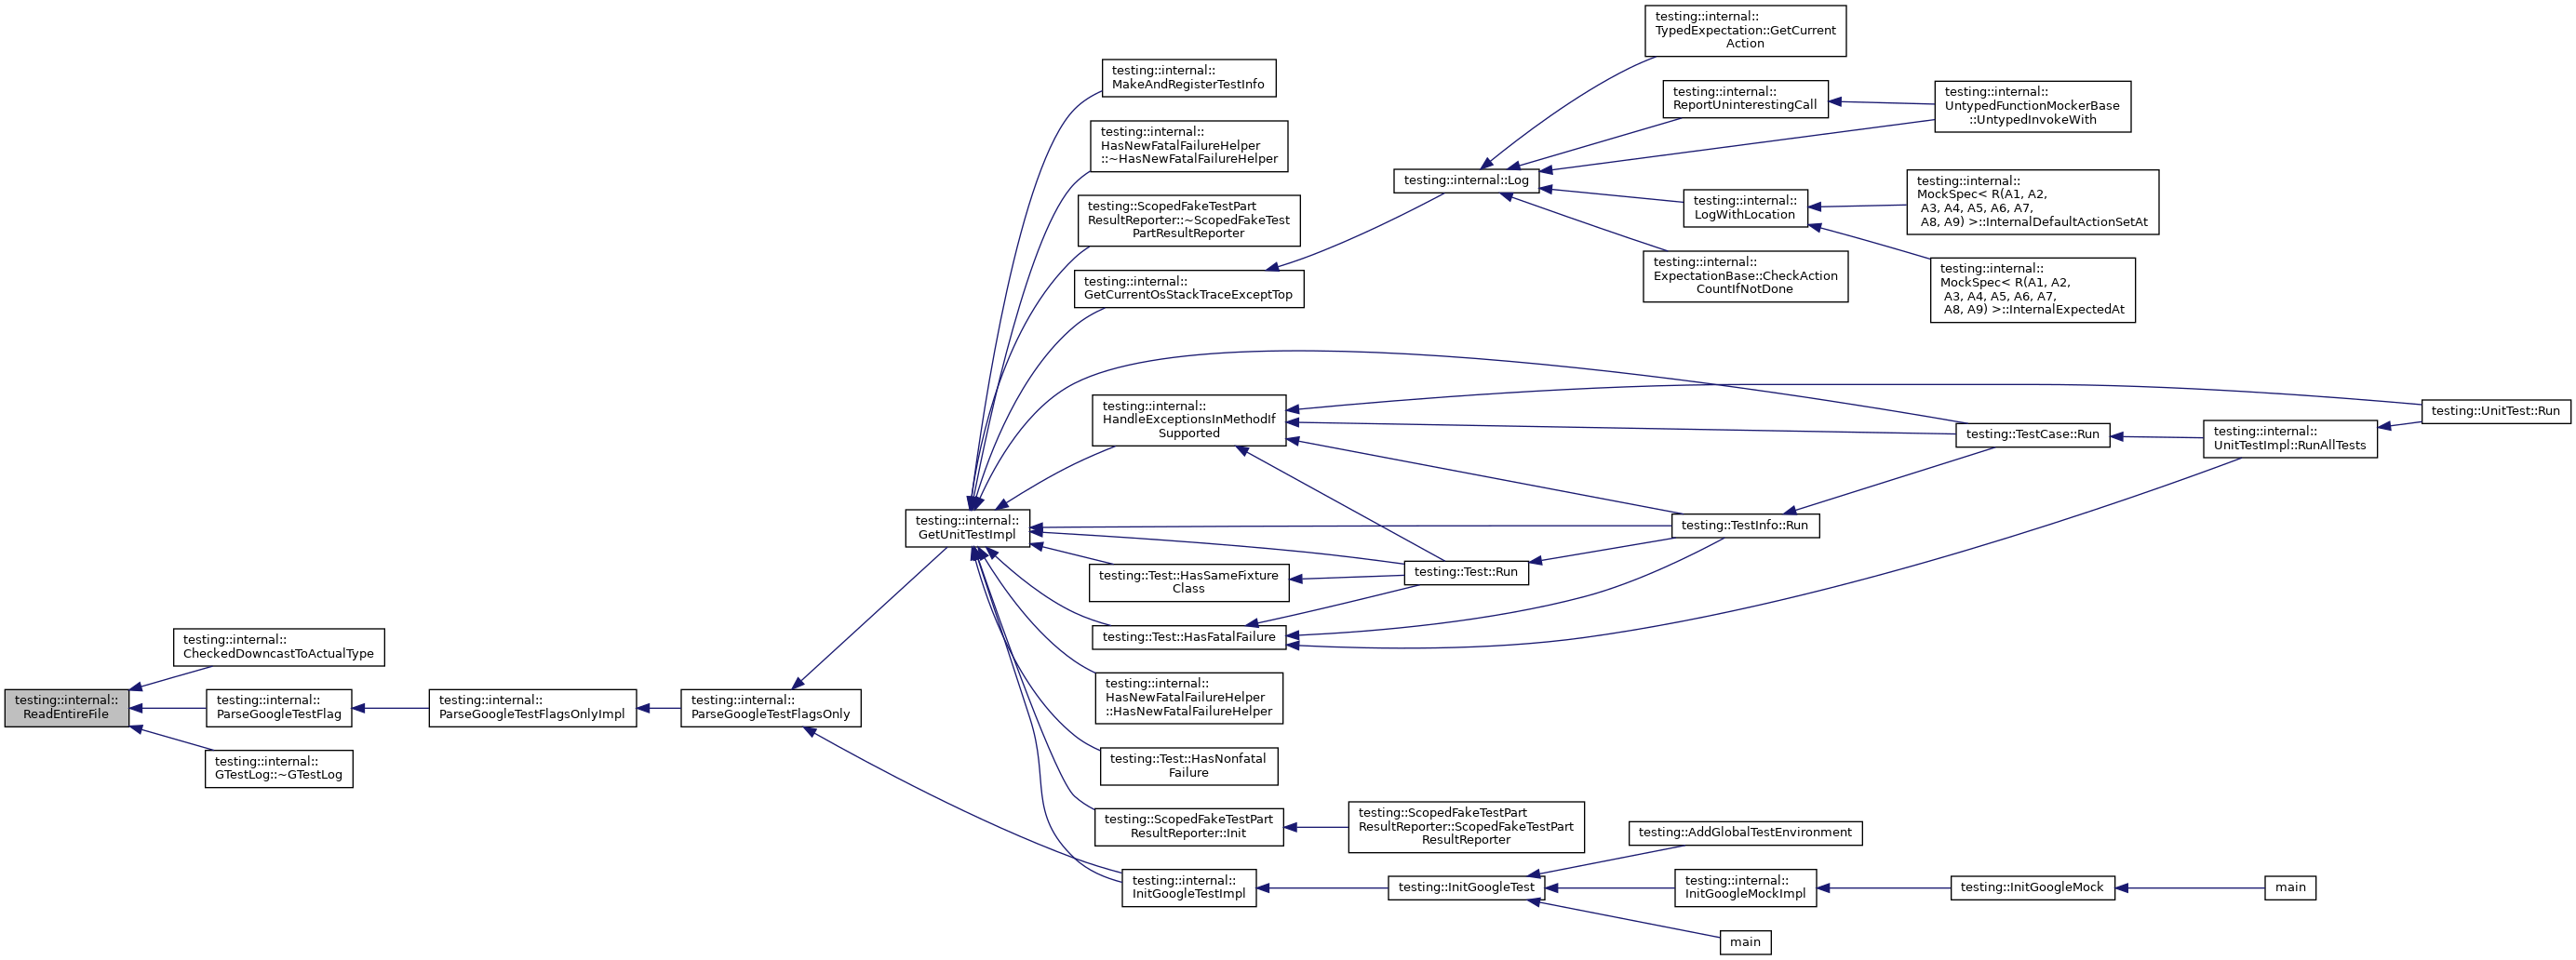 testing::internal::
ReadEntireFile
testing::internal::
CheckedDowncastToActualType
testing::internal::
ParseGoogleTestFlag
testing::internal::
GTestLog::~GTestLog
testing::internal::
ParseGoogleTestFlagsOnlyImpl
testing::internal::
ParseGoogleTestFlagsOnly
testing::internal::
GetUnitTestImpl
testing::internal::
MakeAndRegisterTestInfo
testing::internal::
HasNewFatalFailureHelper
::~HasNewFatalFailureHelper
testing::ScopedFakeTestPart
ResultReporter::~ScopedFakeTest
PartResultReporter
testing::internal::
GetCurrentOsStackTraceExceptTop
testing::internal::
HandleExceptionsInMethodIf
Supported
testing::Test::HasSameFixture
Class
testing::Test::HasFatalFailure
testing::internal::
HasNewFatalFailureHelper
::HasNewFatalFailureHelper
testing::Test::HasNonfatal
Failure
testing::ScopedFakeTestPart
ResultReporter::Init
testing::internal::
InitGoogleTestImpl
testing::internal::Log
testing::Test::Run
testing::ScopedFakeTestPart
ResultReporter::ScopedFakeTestPart
ResultReporter
testing::InitGoogleTest
testing::internal::
TypedExpectation::GetCurrent
Action
testing::internal::
ReportUninterestingCall
testing::internal::
LogWithLocation
testing::internal::
ExpectationBase::CheckAction
CountIfNotDone
testing::TestInfo::Run
testing::AddGlobalTestEnvironment
testing::internal::
InitGoogleMockImpl
main
testing::internal::
UntypedFunctionMockerBase
::UntypedInvokeWith
testing::internal::
MockSpec< R(A1, A2,
A3, A4, A5, A6, A7,
A8, A9) >::InternalDefaultActionSetAt
testing::internal::
MockSpec< R(A1, A2,
A3, A4, A5, A6, A7,
A8, A9) >::InternalExpectedAt
testing::TestCase::Run
testing::InitGoogleMock
testing::internal::
UnitTestImpl::RunAllTests
main
testing::UnitTest::Run